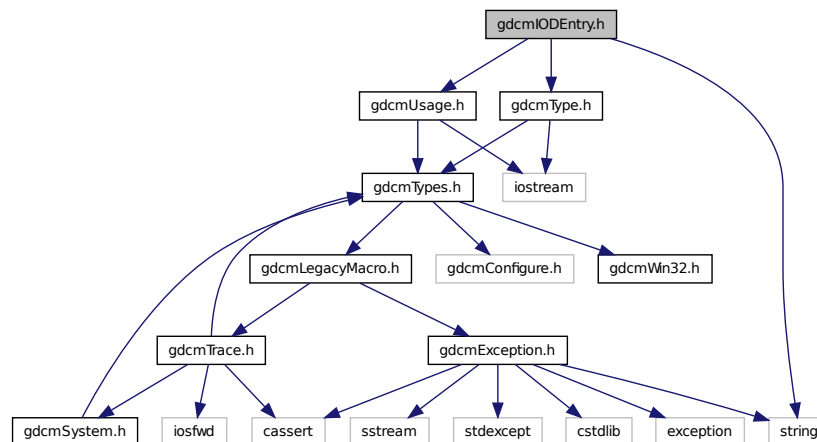 gdcmIODEntry.h
gdcmUsage.h
gdcmType.h
gdcmTypes.h
iostream
gdcmLegacyMacro.h
gdcmConfigure.h
gdcmWin32.h
gdcmTrace.h
gdcmException.h
gdcmSystem.h
iosfwd
cassert
sstream
stdexcept
cstdlib
exception
string